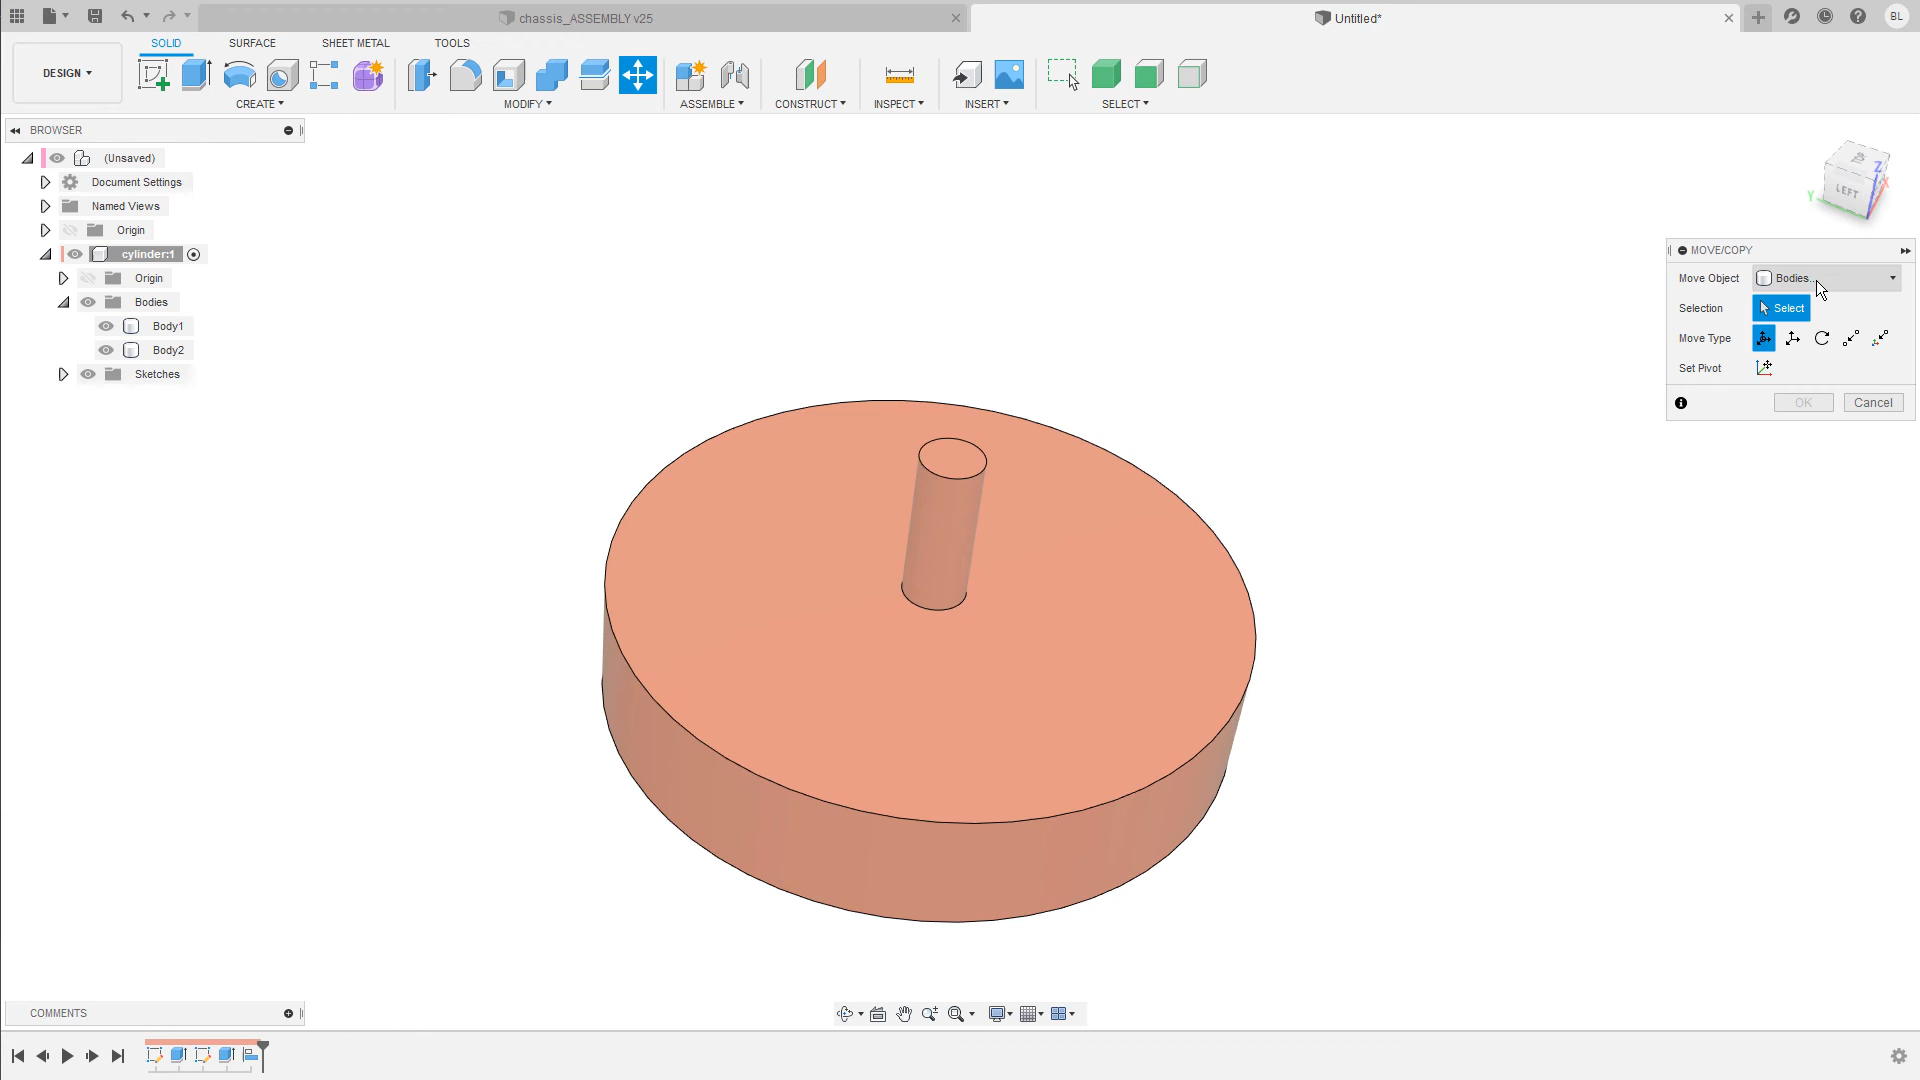 chassis_ASSEMBLY v25
Untitled*
BL
DESIGN
SOLID
SURFACE
SHEET METAL
TOOLS
CREATE
MODIFY
ASSEMBLE
CONSTRUCT
INSPECT
INSERT
SELECT
BROWSER
(Unsaved)
Document Settings
Named Views
Origin
cylinder:1
Origin
Bodies
Body1
Body2
Sketches
TOP
LEFT
Z
X
Y
MOVE/COPY
Move Object
Bodies...
Selection
Select
Move Type
Set Pivot
OK
Cancel
COMMENTS